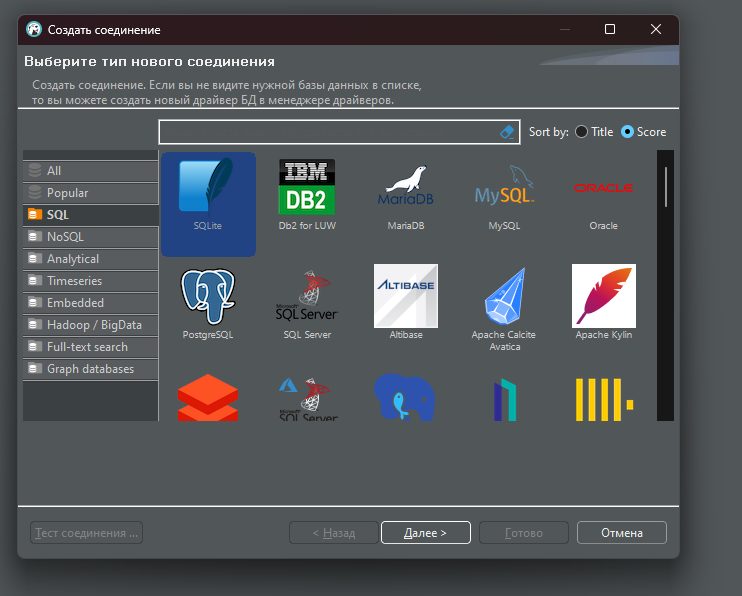 Создать соединение
Выберите тип нового соединения
Создать соединение. Если вы не видите нужной базы данных в списке,
то вы можете создать новый драйвер БД в менеджере драйверов.
Sort by: Title Score
All
Popular
SQL
NoSQL
Analytical
Timeseries
Embedded
Hadoop / BigData
Full-text search
Graph databases
SQLite
IBM
DB2
Db2 for LUW
MariaDB
MariaDB
MySQL
MySQL
ORACLE
Oracle
PostgreSQL
Microsoft
SQL Server
SQL Server
ALTIBASE
Altibase
Apache Calcite
Avatica
Apache Kylin
Microsoft
SQL Server
Тест соединения ...
< Назад
Далее >
Готово
Отмена